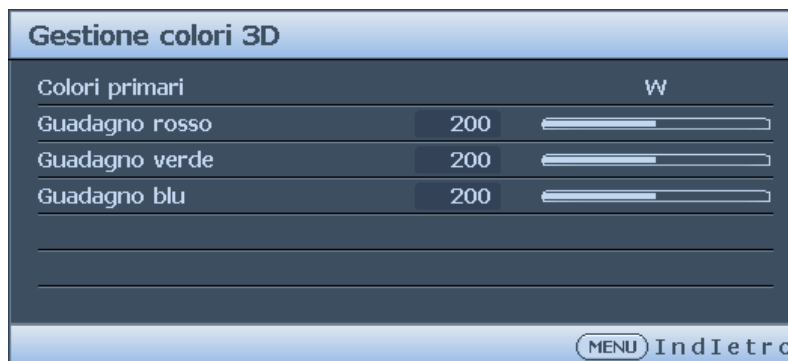 Gestione colori 3D
Colori primari W
Guadagno rosso 200
Guadagno verde 200
Guadagno blu 200
MENU IndIetro